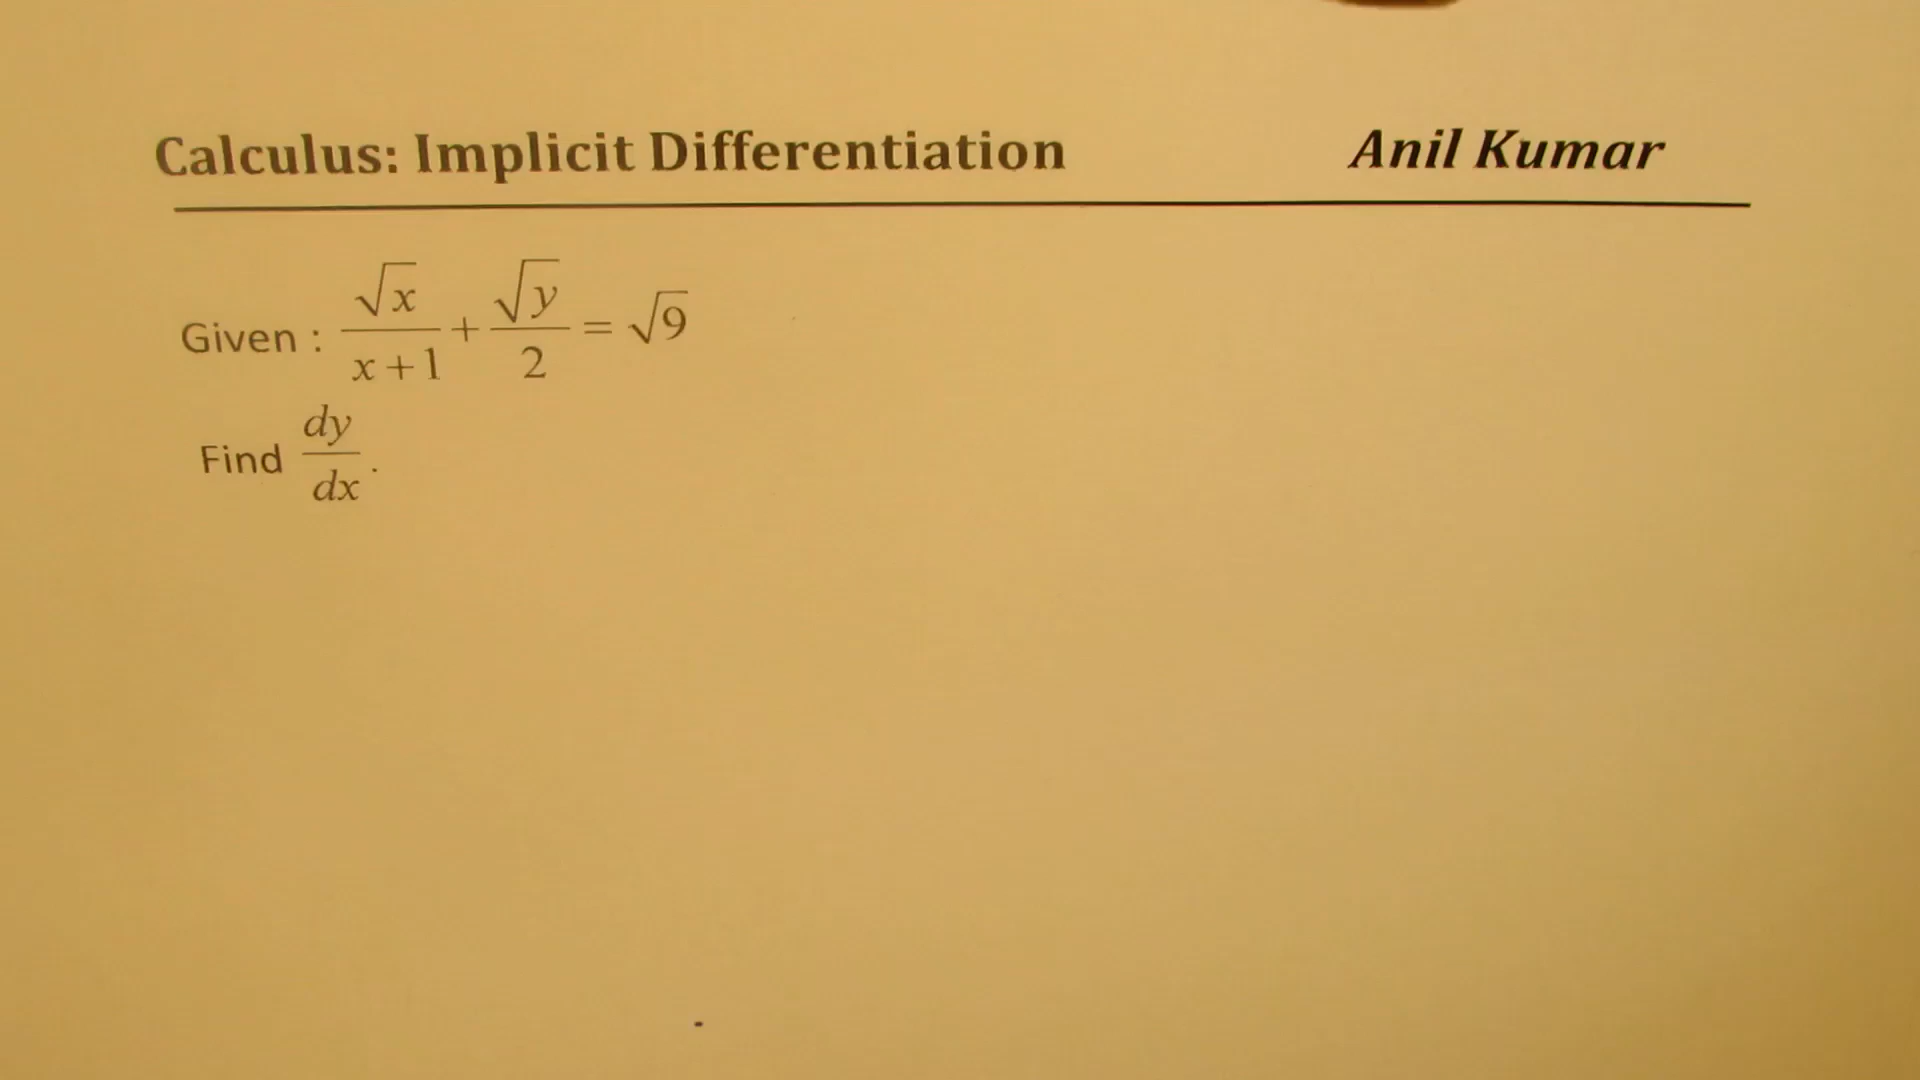 Calculus: Implicit Differentiation Anil Kumar
Given : √x/(x+1) + √y/2 = √9
Find dy/dx.